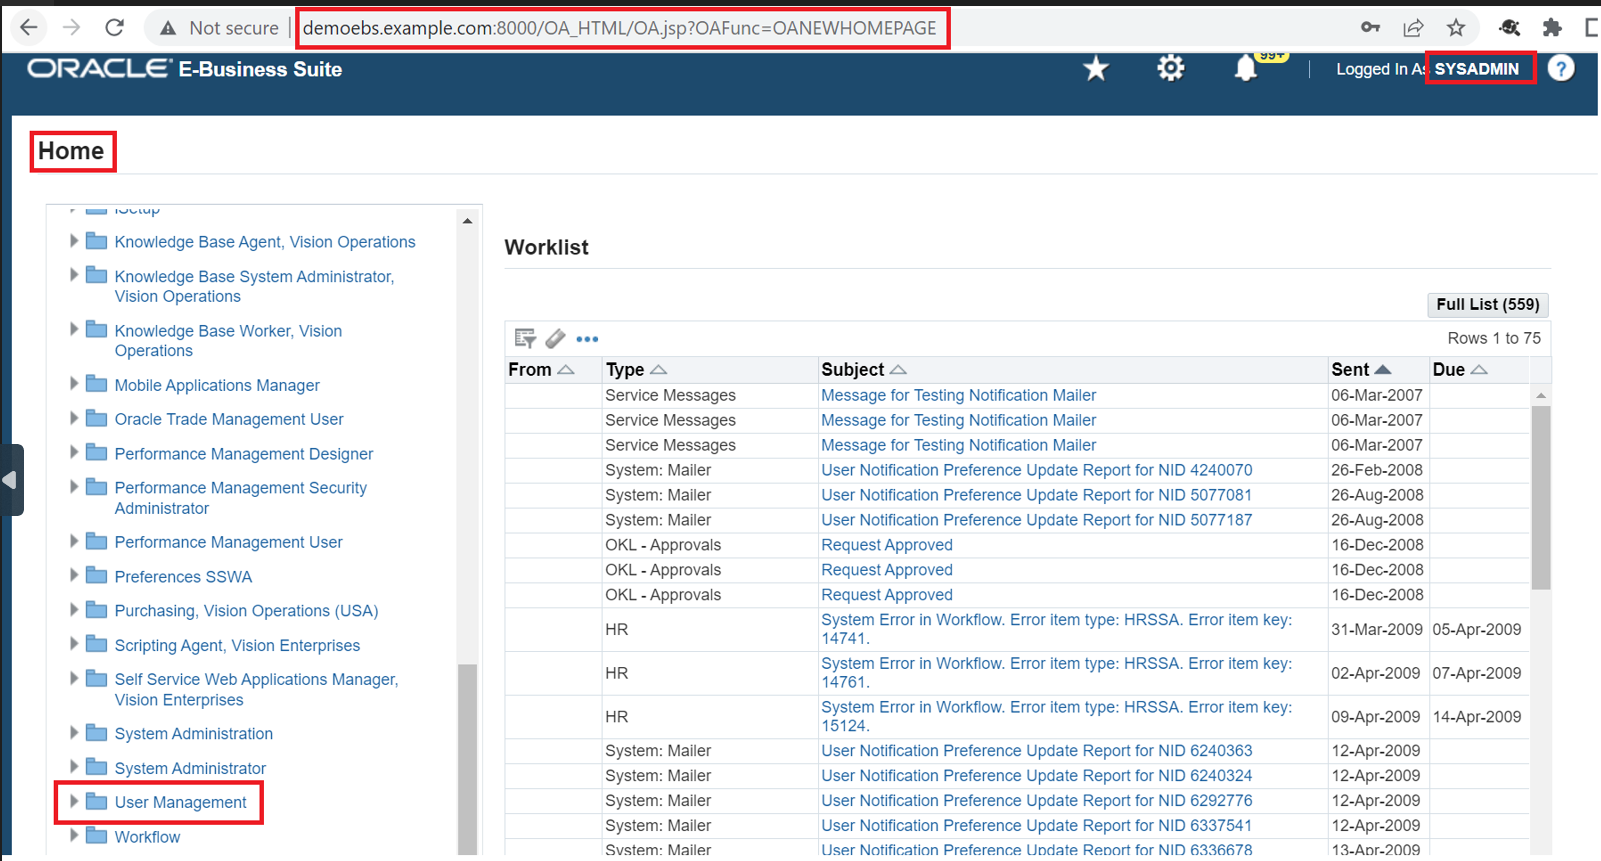 Not secure | demoebs.example.com:8000/OA_HTML/OA.jsp?OAFunc=OANEWHOMEPAGE
ORACLE E-Business Suite
99+
Logged In As SYSADMIN
?
Home
iSetup
Knowledge Base Agent, Vision Operations
Knowledge Base System Administrator,
Vision Operations
Knowledge Base Worker, Vision
Operations
Mobile Applications Manager
Oracle Trade Management User
Performance Management Designer
Performance Management Security
Administrator
Performance Management User
Preferences SSWA
Purchasing, Vision Operations (USA)
Scripting Agent, Vision Enterprises
Self Service Web Applications Manager,
Vision Enterprises
System Administration
System Administrator
User Management
Workflow
Worklist
Full List (559)
Rows 1 to 75
From Type Subject Sent Due
Service Messages Message for Testing Notification Mailer 06-Mar-2007
Service Messages Message for Testing Notification Mailer 06-Mar-2007
Service Messages Message for Testing Notification Mailer 06-Mar-2007
System: Mailer User Notification Preference Update Report for NID 4240070 26-Feb-2008
System: Mailer User Notification Preference Update Report for NID 5077081 26-Aug-2008
System: Mailer User Notification Preference Update Report for NID 5077187 26-Aug-2008
OKL - Approvals Request Approved 16-Dec-2008
OKL - Approvals Request Approved 16-Dec-2008
OKL - Approvals Request Approved 16-Dec-2008
HR System Error in Workflow. Error item type: HRSSA. Error item key: 31-Mar-2009 05-Apr-2009
14741.
HR System Error in Workflow. Error item type: HRSSA. Error item key: 02-Apr-2009 07-Apr-2009
14761.
HR System Error in Workflow. Error item type: HRSSA. Error item key: 09-Apr-2009 14-Apr-2009
15124.
System: Mailer User Notification Preference Update Report for NID 6240363 12-Apr-2009
System: Mailer User Notification Preference Update Report for NID 6240324 12-Apr-2009
System: Mailer User Notification Preference Update Report for NID 6292776 12-Apr-2009
System: Mailer User Notification Preference Update Report for NID 6337541 12-Apr-2009
System: Mailer User Notification Preference Update Report for NID 6336678 13-Apr-2009